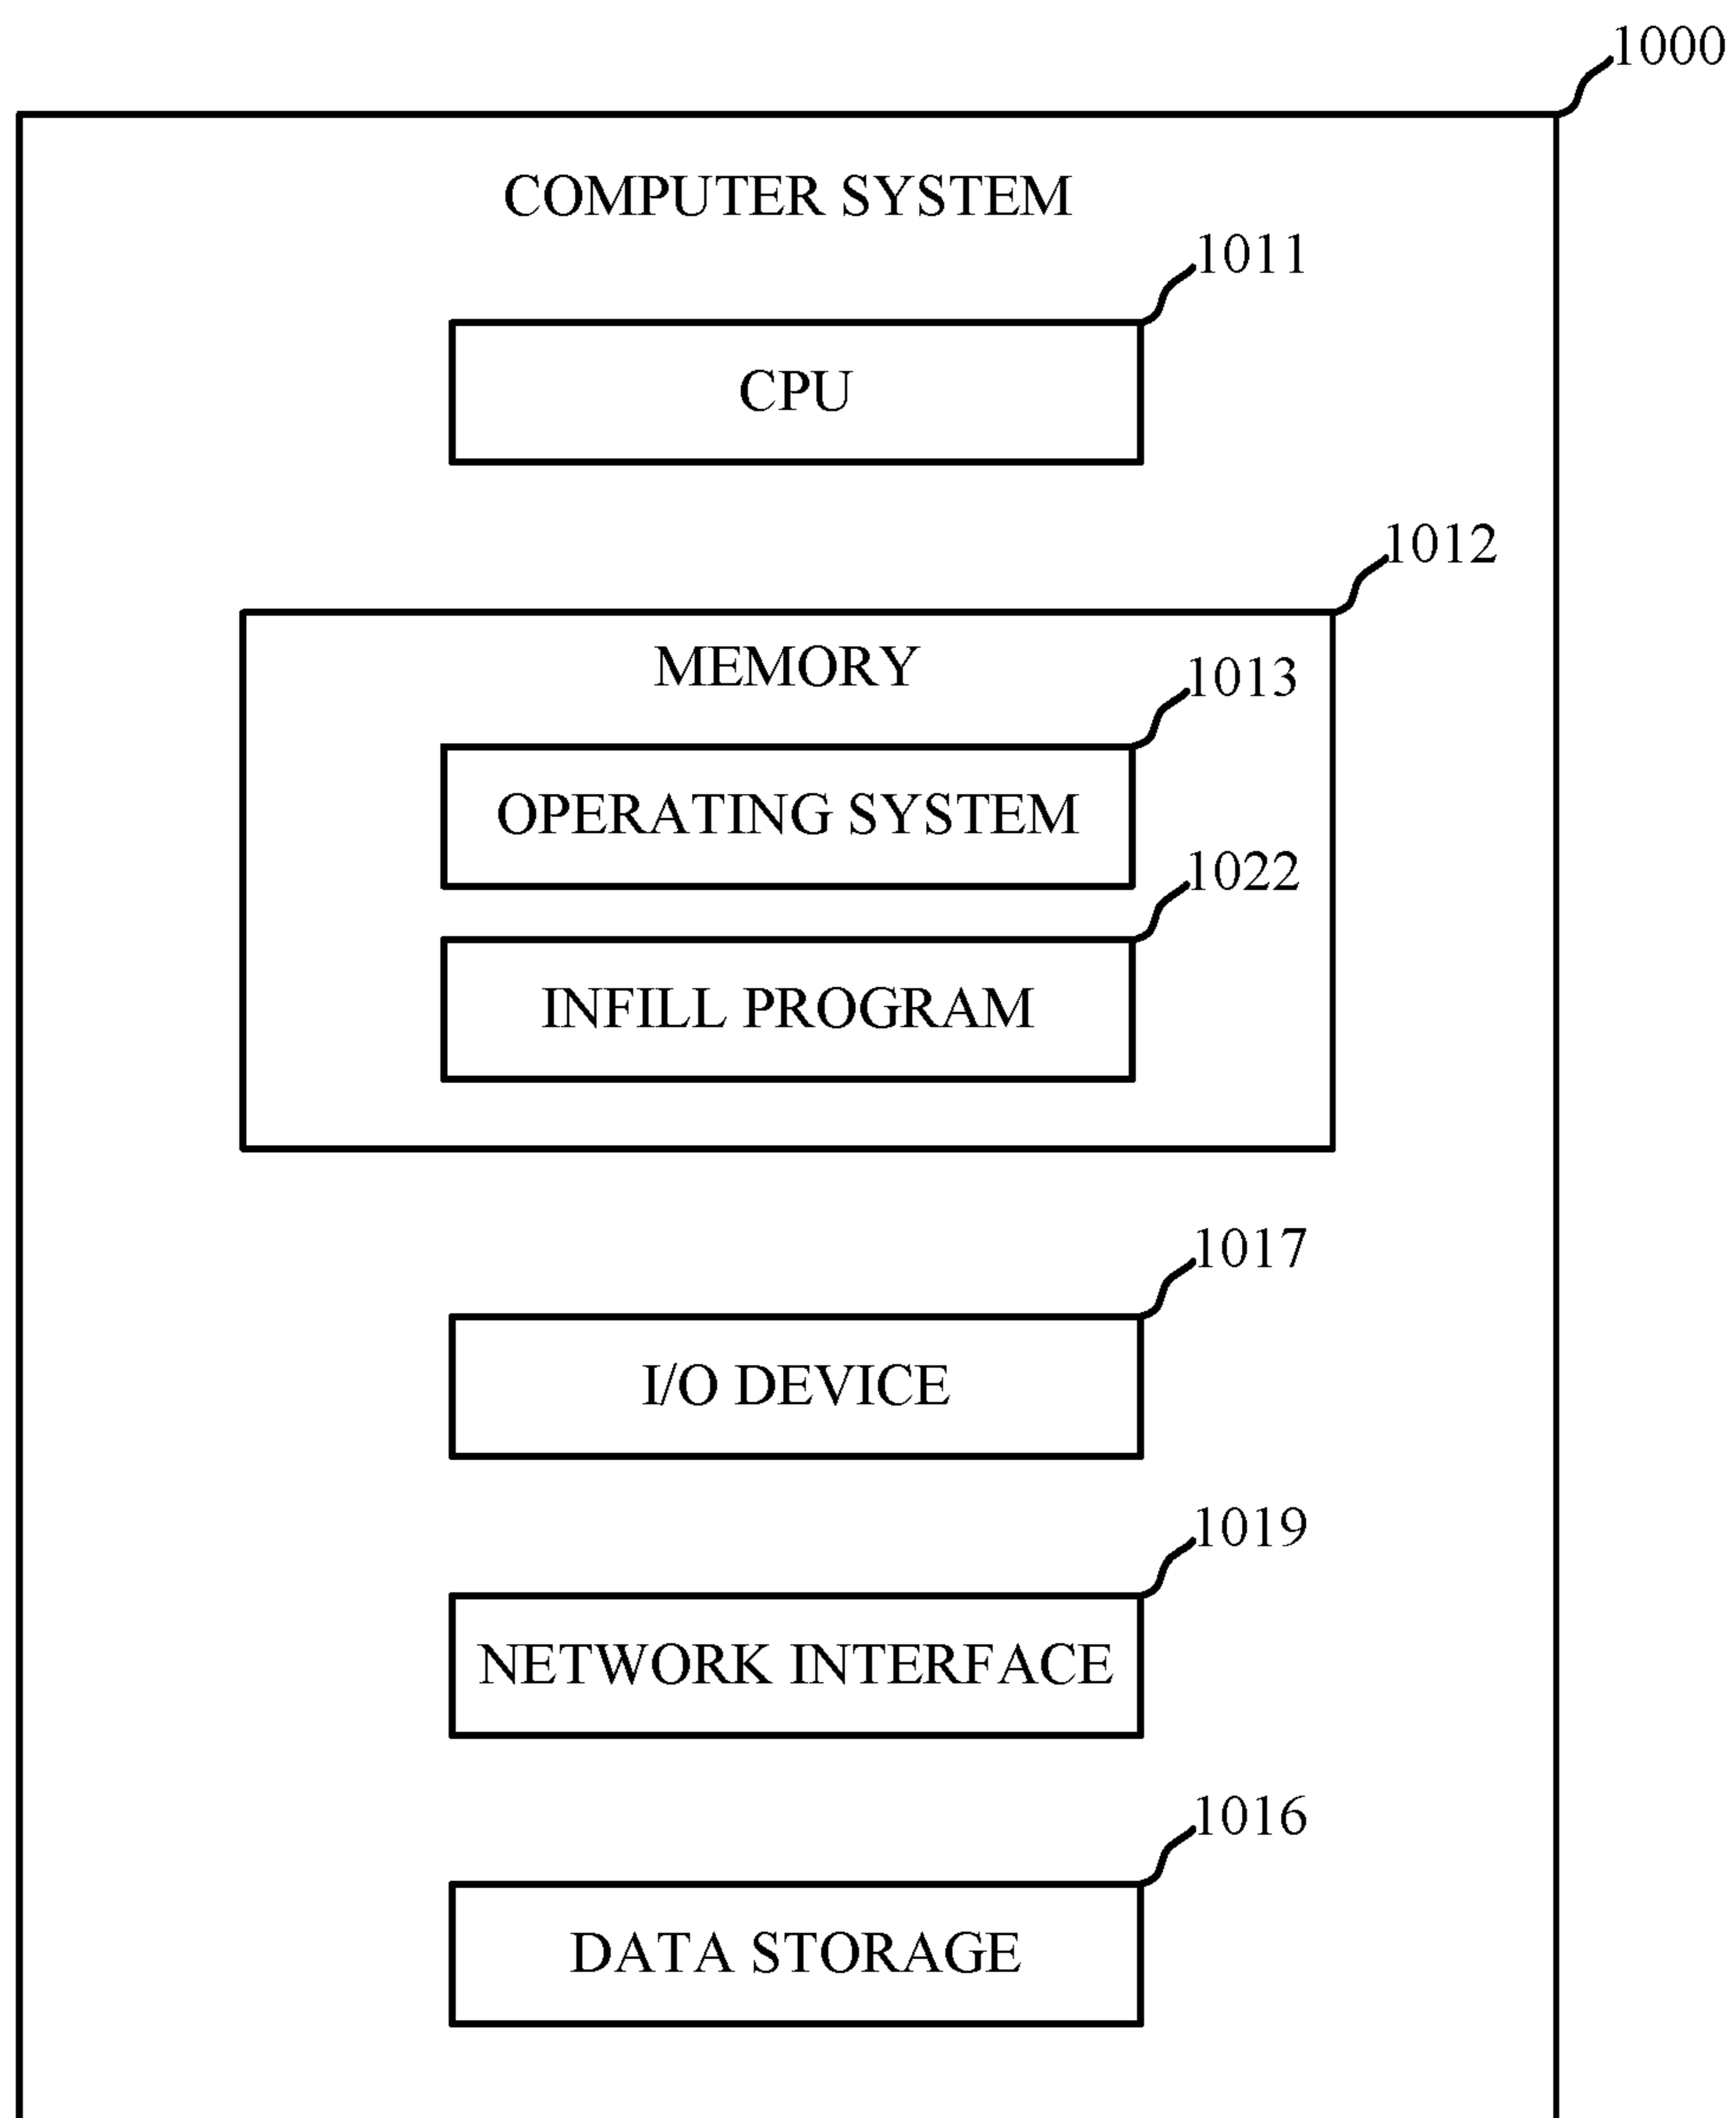 1000
COMPUTER SYSTEM
1011
CPU
1012
MEMORY
1013
OPERATING SYSTEM
1022
INFILL PROGRAM
1017
I/O DEVICE
1019
NETWORK INTERFACE
1016
DATA STORAGE